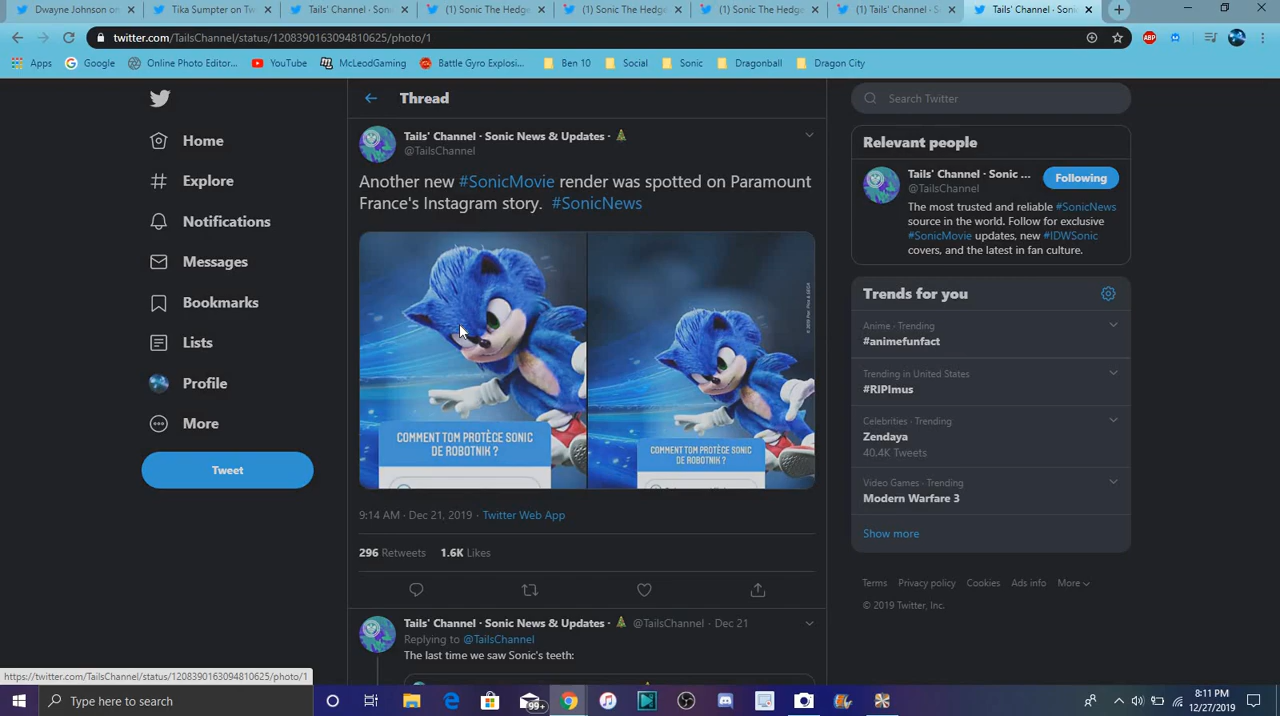 Dwayne Johnson on
Tika Sumpter on Tw
Tails' Channel · Son
(1) Sonic The Hedge
(1) Sonic The Hedge
(1) Sonic The Hedge
(1) Tails' Channel · S
Tails' Channel · Son
twitter.com/TailsChannel/status/1208390163094810625/photo/1
ABP
Apps
Google
Online Photo Editor...
YouTube
McLeodGaming
Battle Gyro Explosi...
Ben 10
Social
Sonic
Dragonball
Dragon City
Home
Explore
Notifications
Messages
Bookmarks
Lists
Profile
More
Tweet
Thread
Tails' Channel · Sonic News & Updates ·
@TailsChannel
Another new #SonicMovie render was spotted on Paramount
France's Instagram story. #SonicNews
COMMENT TOM PROTÈGE SONIC
DE ROBOTNIK ?
COMMENT TOM PROTÈGE SONIC
DE ROBOTNIK ?
9:14 AM · Dec 21, 2019 · Twitter Web App
296 Retweets 1.6K Likes
Tails' Channel · Sonic News & Updates · @TailsChannel · Dec 21
Replying to @TailsChannel
The last time we saw Sonic's teeth:
Search Twitter
Relevant people
Tails' Channel · Sonic ...
@TailsChannel
Following
The most trusted and reliable #SonicNews
source in the world. Follow for exclusive
#SonicMovie updates, new #IDWSonic
covers, and the latest in fan culture.
Trends for you
Anime · Trending
#animefunfact
Trending in United States
#RIPImus
Celebrities · Trending
Zendaya
40.4K Tweets
Video Games · Trending
Modern Warfare 3
Show more
Terms Privacy policy Cookies Ads info More
© 2019 Twitter, Inc.
https://twitter.com/TailsChannel/status/1208390163094810625/photo/1
Type here to search
99+
8:11 PM
12/27/2019